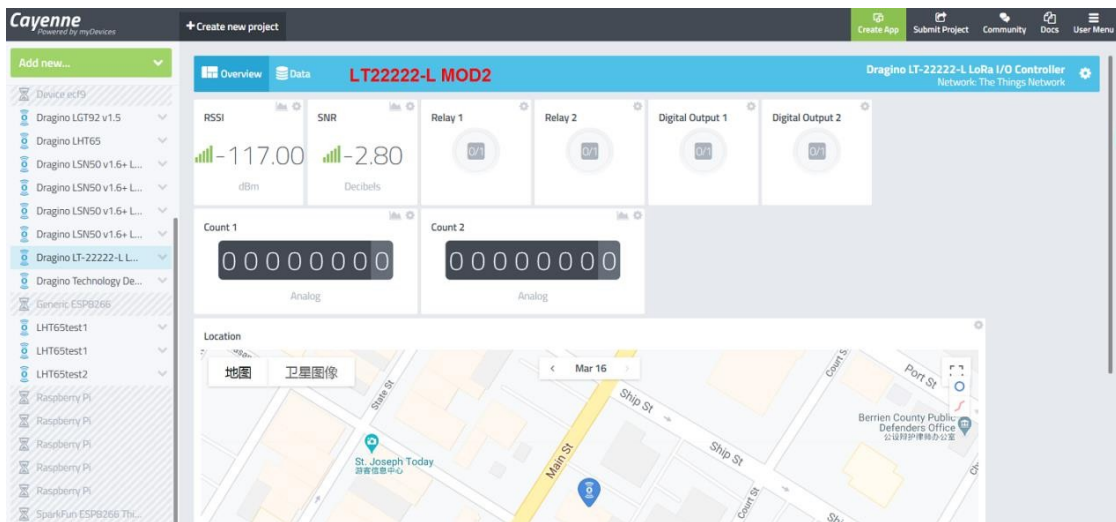 Cayenne
Powered by myDevices
+ Create new project
Create App
Submit Project
Community
Docs
User Menu
Add new...
Device ecf9
Dragino LGT92 v1.5
Dragino LHT65
Dragino LSN50 v1.6+ L...
Dragino LSN50 v1.6+ L...
Dragino LSN50 v1.6+ L...
Dragino LSN50 v1.6+ L...
Dragino LT-22222-L L...
Dragino Technology De...
Generic ESP8266
LHT65test1
LHT65test1
LHT65test2
Raspberry Pi
Raspberry Pi
Raspberry Pi
Raspberry Pi
Raspberry Pi
SparkFun ESP8266 Thi...
Overview
Data
LT22222-L MOD2
Dragino LT-22222-L LoRa I/O Controller
Network: The Things Network
RSSI
-117.00
dBm
SNR
-2.80
Decibels
Relay 1
0/1
Relay 2
0/1
Digital Output 1
0/1
Digital Output 2
0/1
Count 1
00000000
Analog
Count 2
00000000
Analog
Location
地图
卫星图像
< Mar 16 >
State St
Ship St
Main St
Ship St
Court St
Court St
Port St
St. Joseph Today
游客信息中心
Berrien County Public
Defenders Office
公设辩护律师办公室